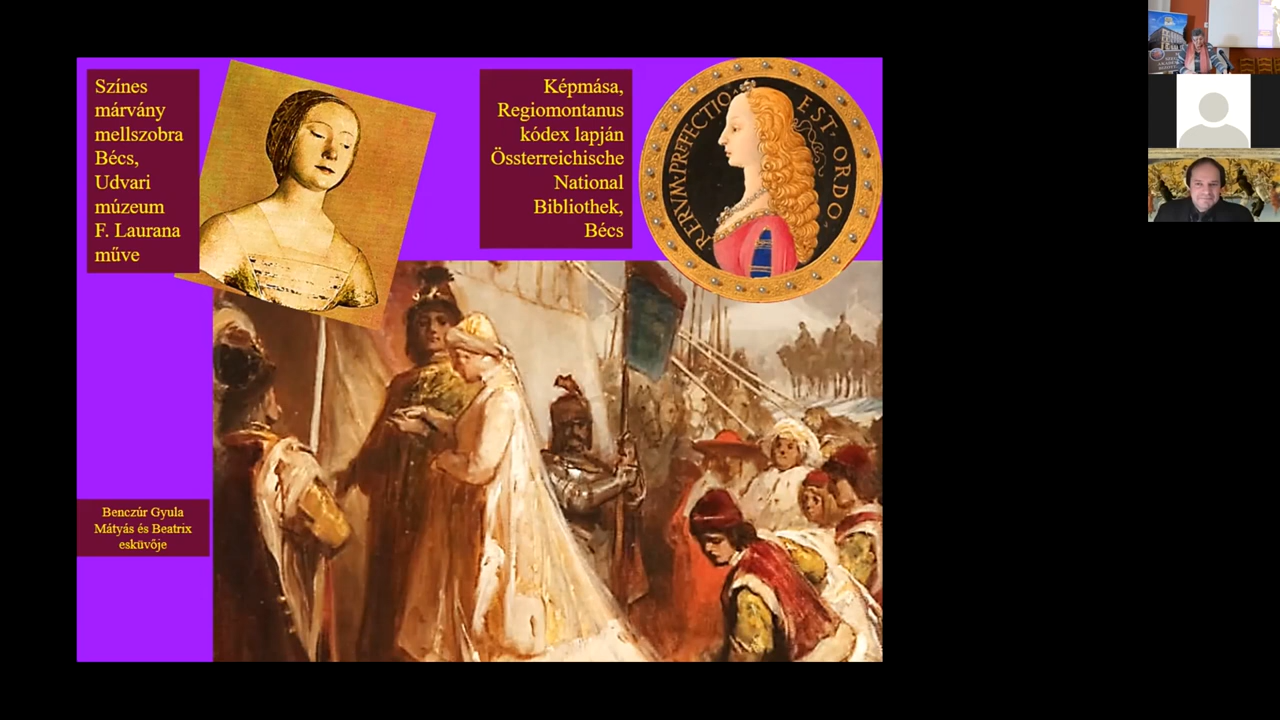 Színes
márvány
mellszobra
Bécs,
Udvari
múzeum
F. Laurana
műve
Képmása,
Regiomontanus
kódex lapján
Össterreichische
National
Bibliothek,
Bécs
RERVM·PREFECTIO EST·ORDO
Benczúr Gyula
Mátyás és Beatrix
esküvője